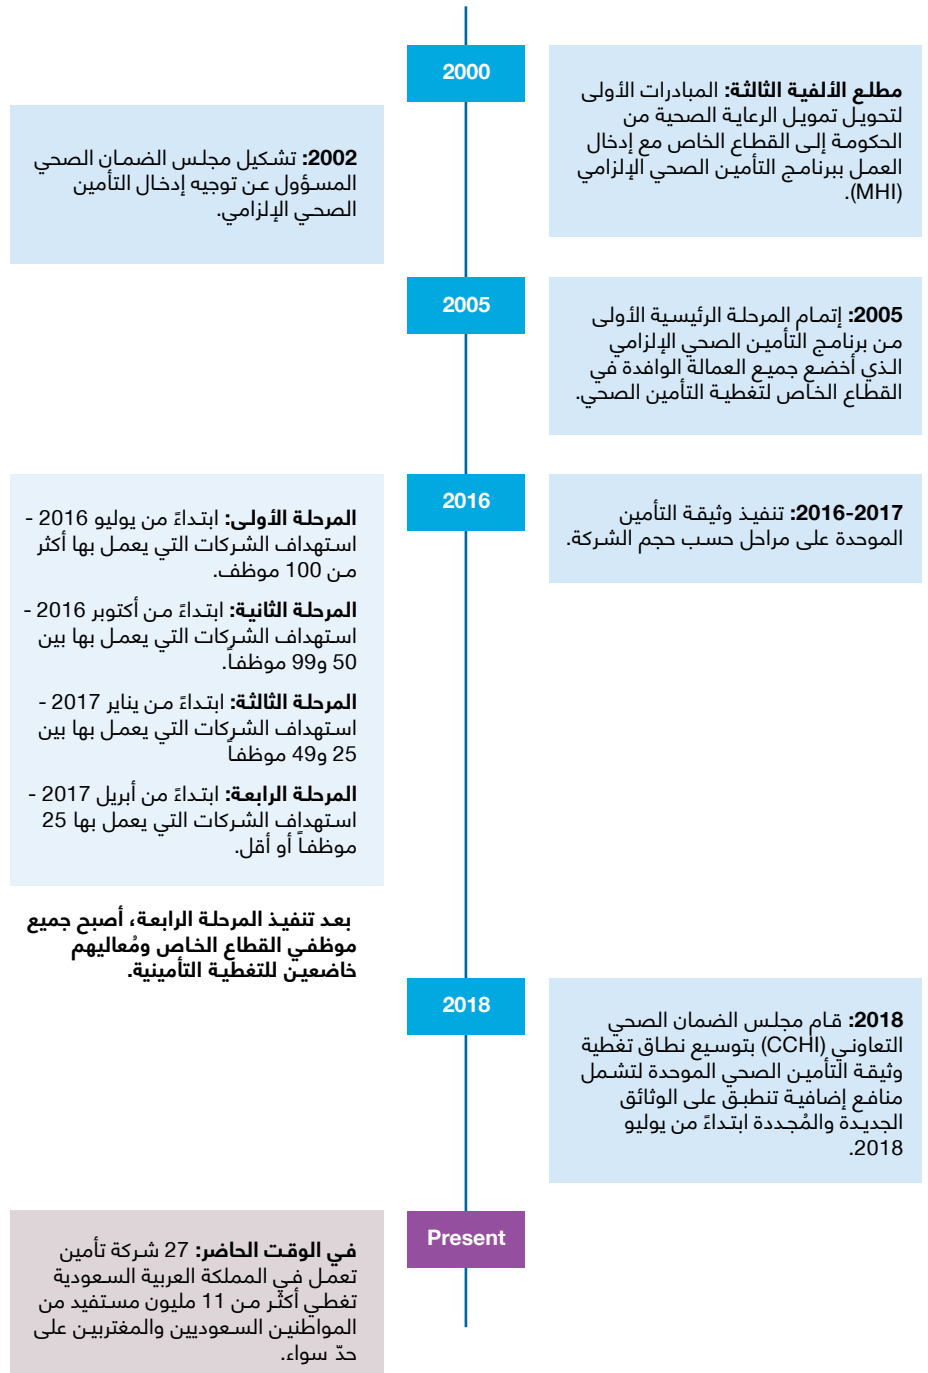 2000
مطلع الألفية الثالثة: المبادرات الأولى
لتحويل تمويل الرعاية الصحية من
الحكومة إلى القطاع الخاص مع إدخال
العمل ببرنامج التأمين الصحي الإلزامي
(MHI).
2002: تشكيل مجلس الضمان الصحي
المسؤول عن توجيه إدخال التأمين
الصحي الإلزامي.
2005
2005: إتمام المرحلة الرئيسية الأولى
من برنامج التأمين الصحي الإلزامي
الذي أخضع جميع العمالة الوافدة في
القطاع الخاص لتغطية التأمين الصحي.
2016
2016-2017: تنفيذ وثيقة التأمين
الموحدة على مراحل حسب حجم الشركة.
المرحلة الأولى: ابتداءً من يوليو 2016 -
استهداف الشركات التي يعمل بها أكثر
من 100 موظف.
المرحلة الثانية: ابتداءً من أكتوبر 2016 -
استهداف الشركات التي يعمل بها بين
50 و99 موظفاً.
المرحلة الثالثة: ابتداءً من يناير 2017 -
استهداف الشركات التي يعمل بها بين
25 و49 موظفاً
المرحلة الرابعة: ابتداءً من أبريل 2017 -
استهداف الشركات التي يعمل بها 25
موظفاً أو أقل.
بعد تنفيذ المرحلة الرابعة، أصبح جميع
موظفي القطاع الخاص ومُعاليهم
خاضعين للتغطية التأمينية.
2018
2018: قام مجلس الضمان الصحي
التعاوني (CCHI) بتوسيع نطاق تغطية
وثيقة التأمين الصحي الموحدة لتشمل
منافع إضافية تنطبق على الوثائق
الجديدة والمُجددة ابتداءً من يوليو
2018.
Present
في الوقت الحاضر: 27 شركة تأمين
تعمل في المملكة العربية السعودية
تغطي أكثر من 11 مليون مستفيد من
المواطنين السعوديين والمغتربين على
حدّ سواء.